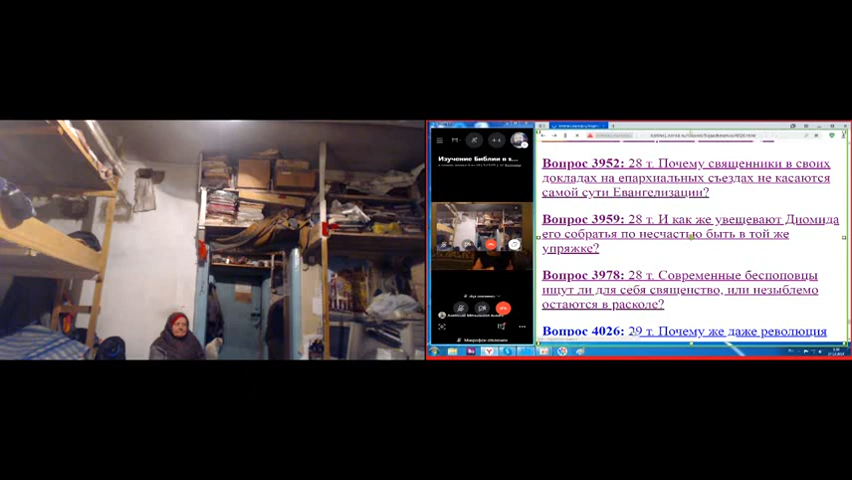 Изучение Библии в в...
Вопрос 3952: 28 т. Почему священники в своих
докладах на епархиальных съездах не касаются
самой сути Евангелизации?
Вопрос 3959: 28 т. И как же увещевают Диомида
его собратья по несчастью быть в той же
упряжке?
Вопрос 3978: 28 т. Современные беспоповцы
ищут ли для себя священство, или незыблемо
остаются в расколе?
Вопрос 4026: 29 т. Почему же даже революция